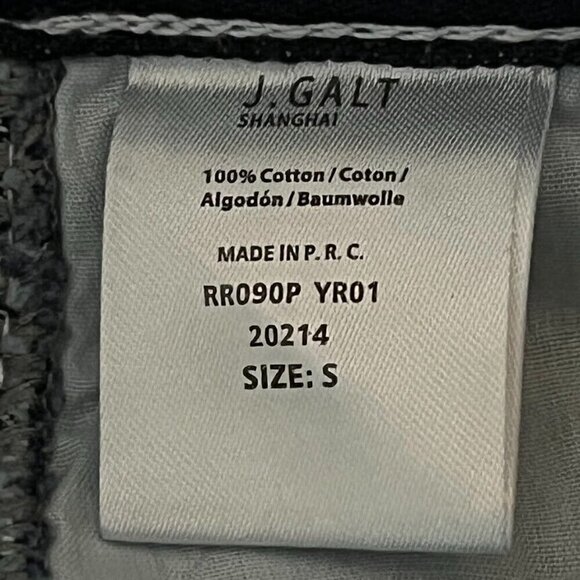 J. GALT
SHANGHAI
100% Cotton/Coton/
Algodón/Baumwolle
MADE IN P. R. C.
RR090P YR01
20214
SIZE: S